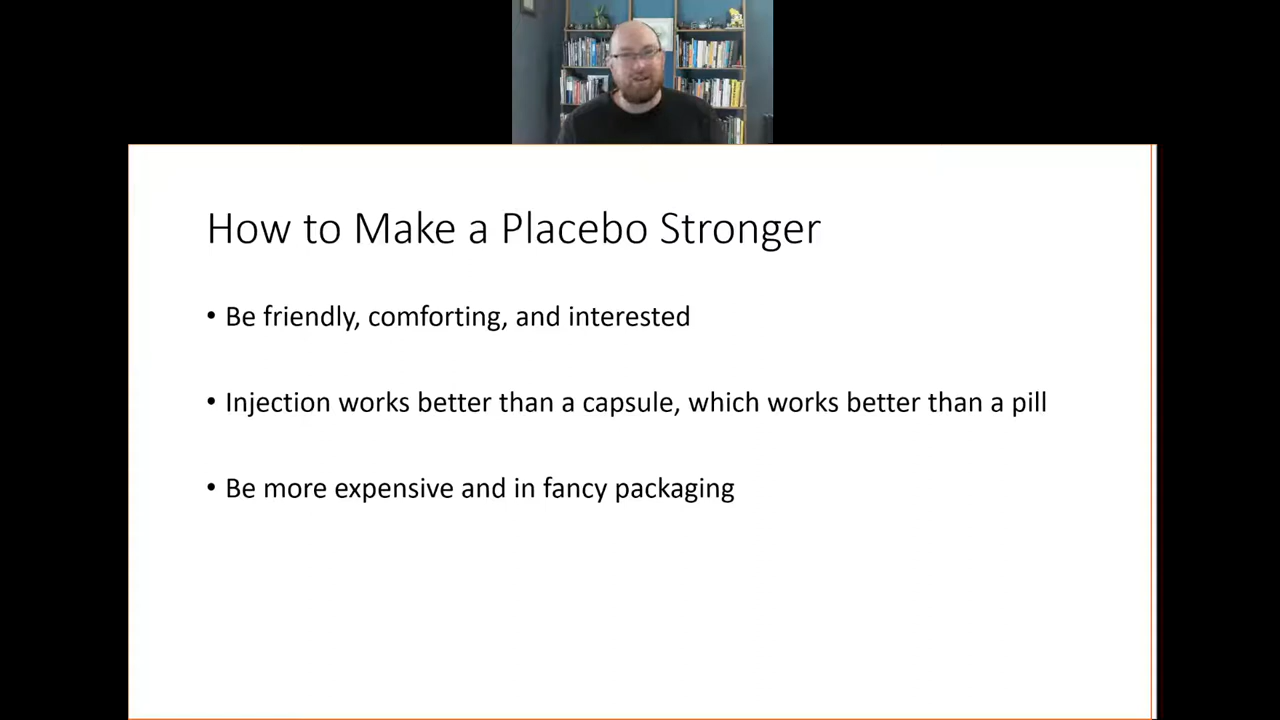 How to Make a Placebo Stronger
• Be friendly, comforting, and interested
• Injection works better than a capsule, which works better than a pill
• Be more expensive and in fancy packaging